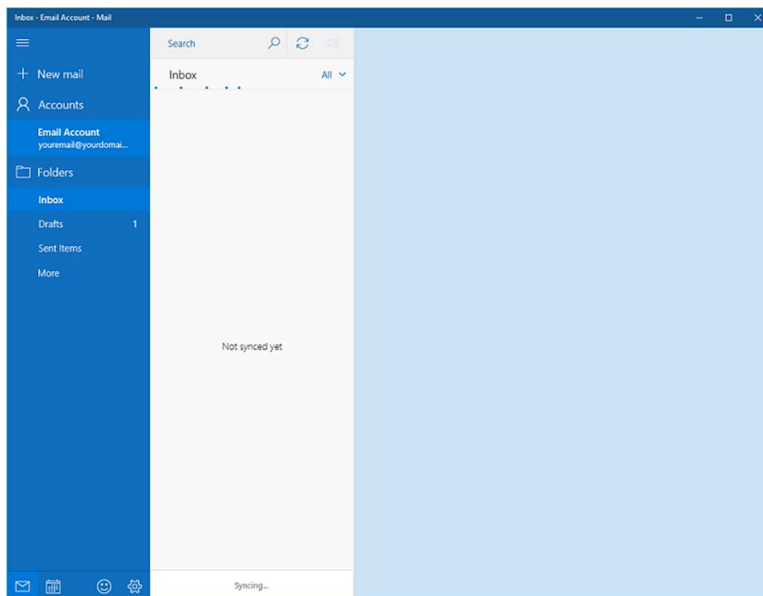 Inbox - Email Account - Mail
Search
New mail
Inbox
All
Accounts
Email Account
youremail@yourdomai...
Folders
Inbox
Drafts 1
Sent Items
More
Not synced yet
Syncing...